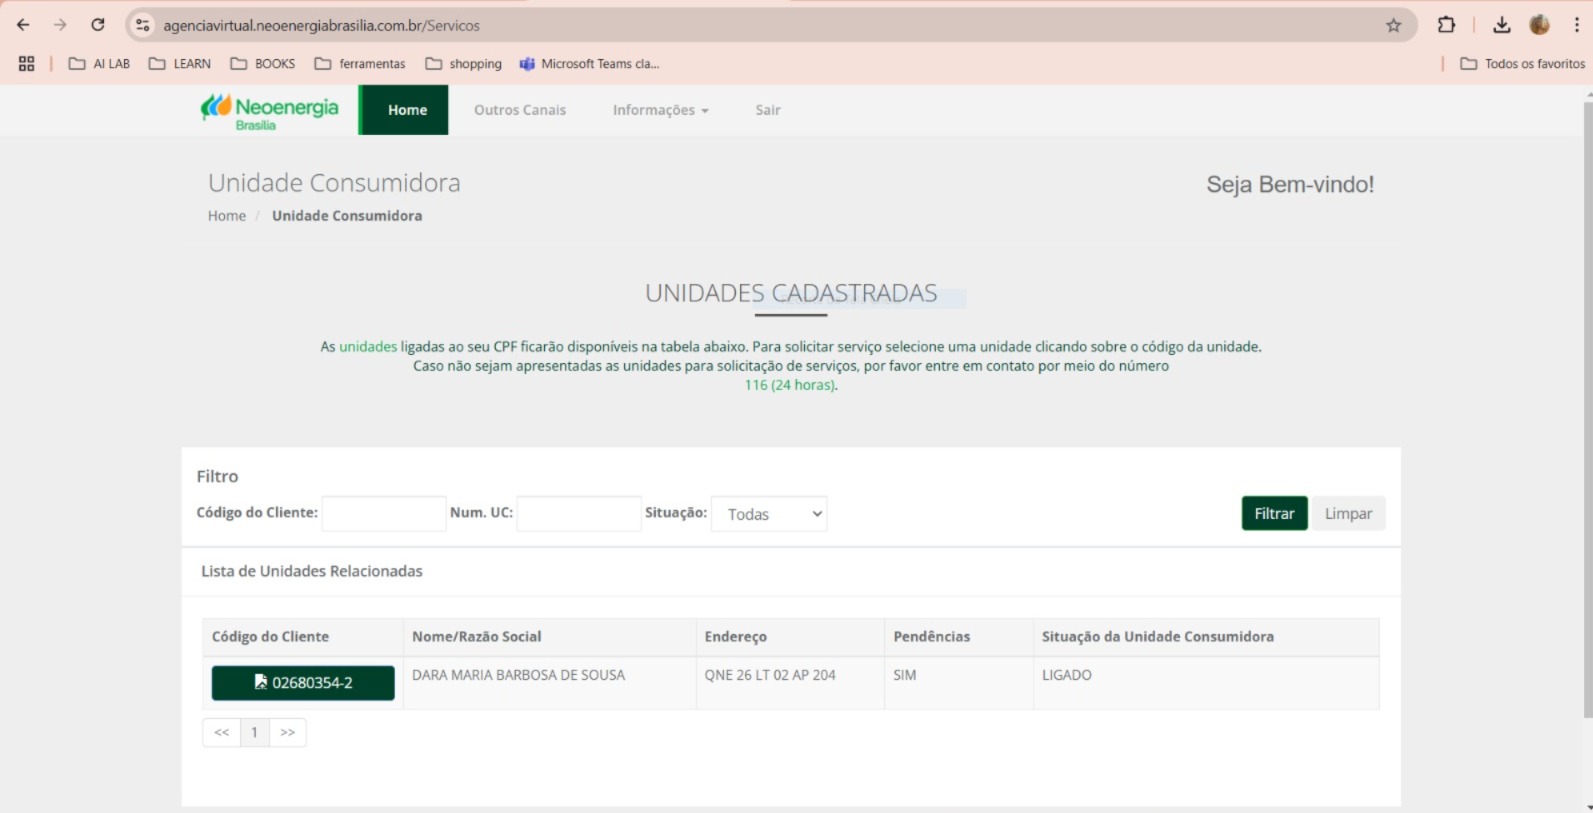 agenciavirtual.neoenergiabrasilia.com.br/Servicos
AI LAB LEARN BOOKS ferramentas shopping Microsoft Teams cla... Todos os favoritos
Neoenergia
Brasília
Home Outros Canais Informações Sair
Unidade Consumidora
Seja Bem-vindo!
Home / Unidade Consumidora
UNIDADES CADASTRADAS
As unidades ligadas ao seu CPF ficarão disponíveis na tabela abaixo. Para solicitar serviço selecione uma unidade clicando sobre o código da unidade.
Caso não sejam apresentadas as unidades para solicitação de serviços, por favor entre em contato por meio do número
116 (24 horas).
Filtro
Código do Cliente: Num. UC: Situação: Todas Filtrar Limpar
Lista de Unidades Relacionadas
Código do Cliente Nome/Razão Social Endereço Pendências Situação da Unidade Consumidora
02680354-2 DARA MARIA BARBOSA DE SOUSA QNE 26 LT 02 AP 204 SIM LIGADO
<< 1 >>